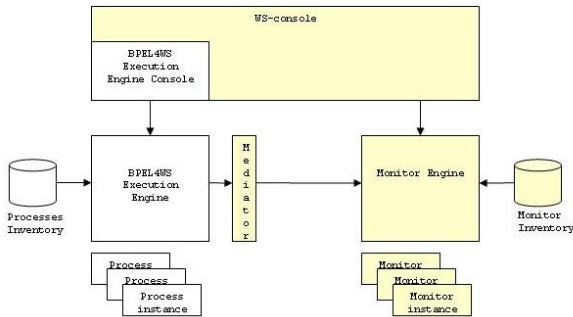 WS-console
BPEL4WS
Execution
Engine Console
BPEL4WS
Execution
Engine
Mediator
Monitor Engine
Processes
Inventory
Monitor
Inventory
Process
Process
Process
instance
Monitor
Monitor
Monitor
instance